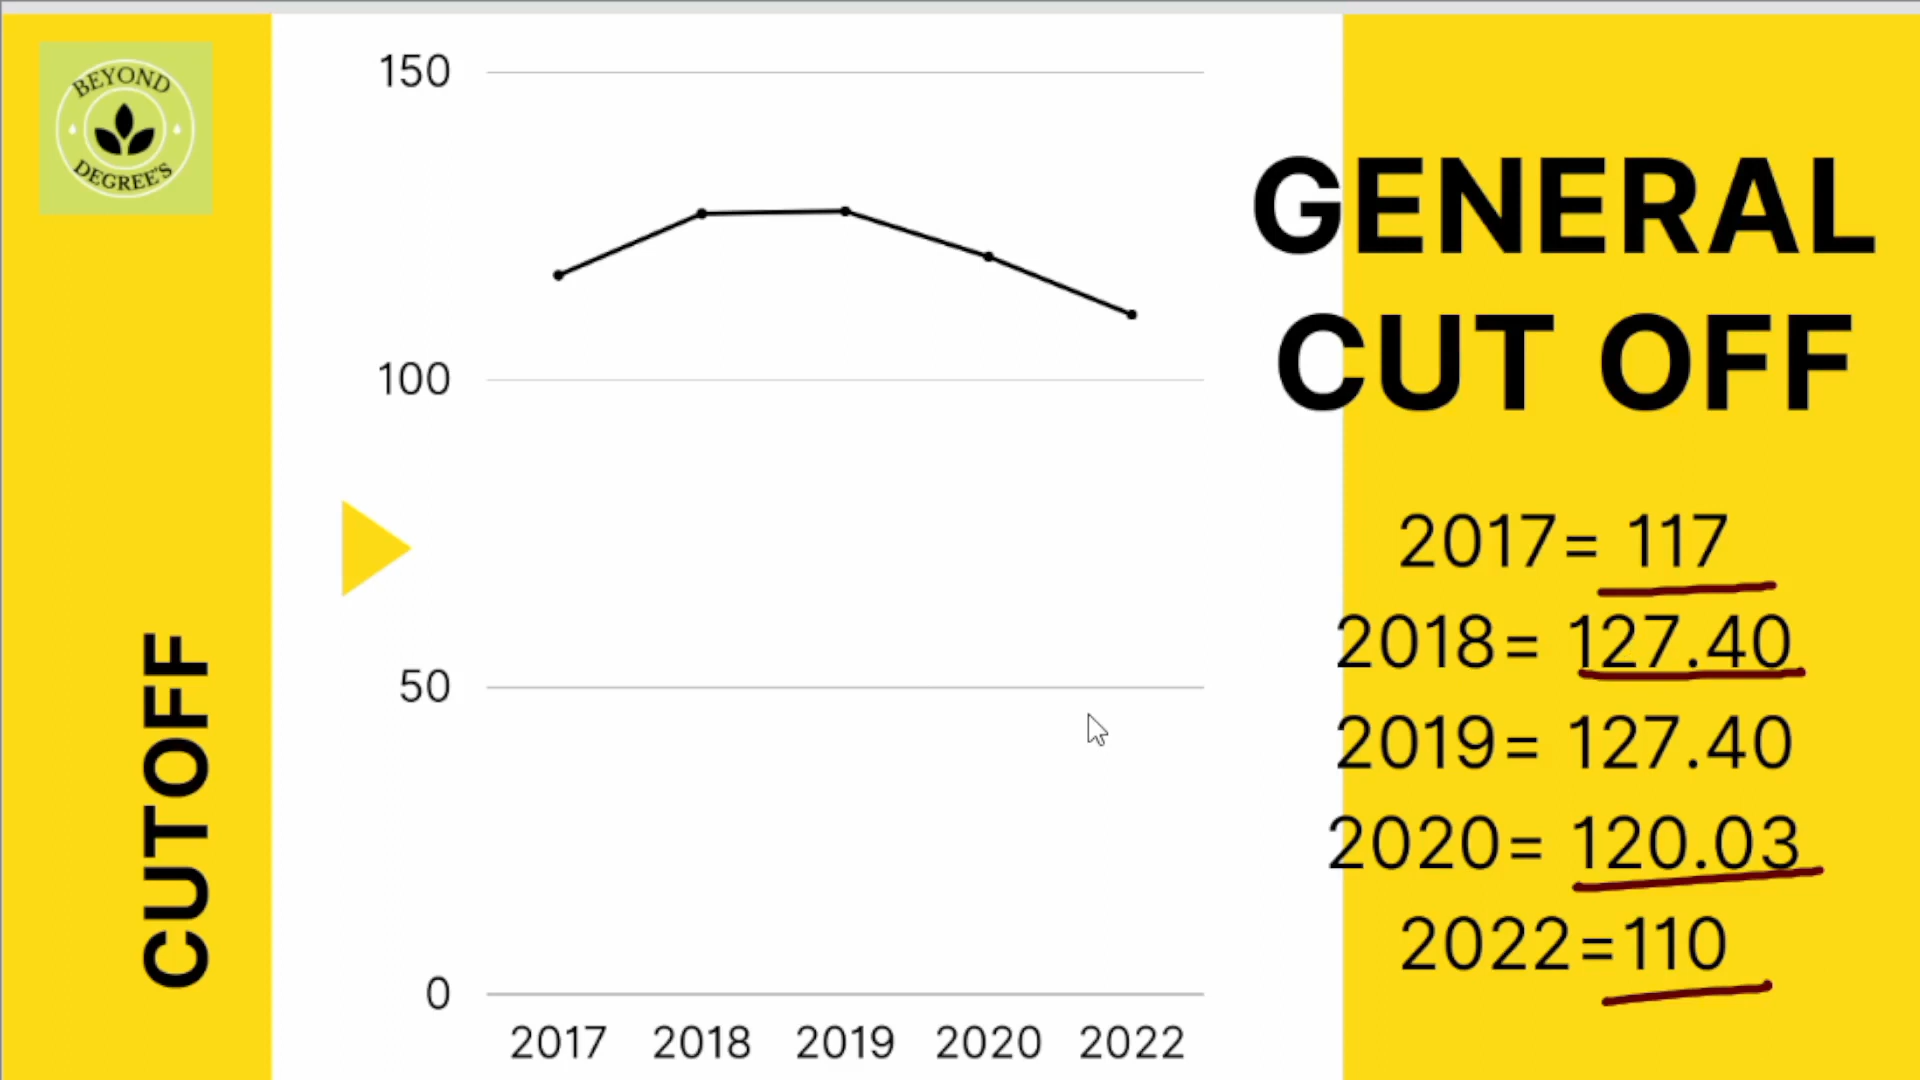 BEYOND
DEGREE'S
CUTOFF
150
100
50
0
2017 2018 2019 2020 2022
GENERAL
CUT OFF
2017= 117
2018= 127.40
2019= 127.40
2020= 120.03
2022=110